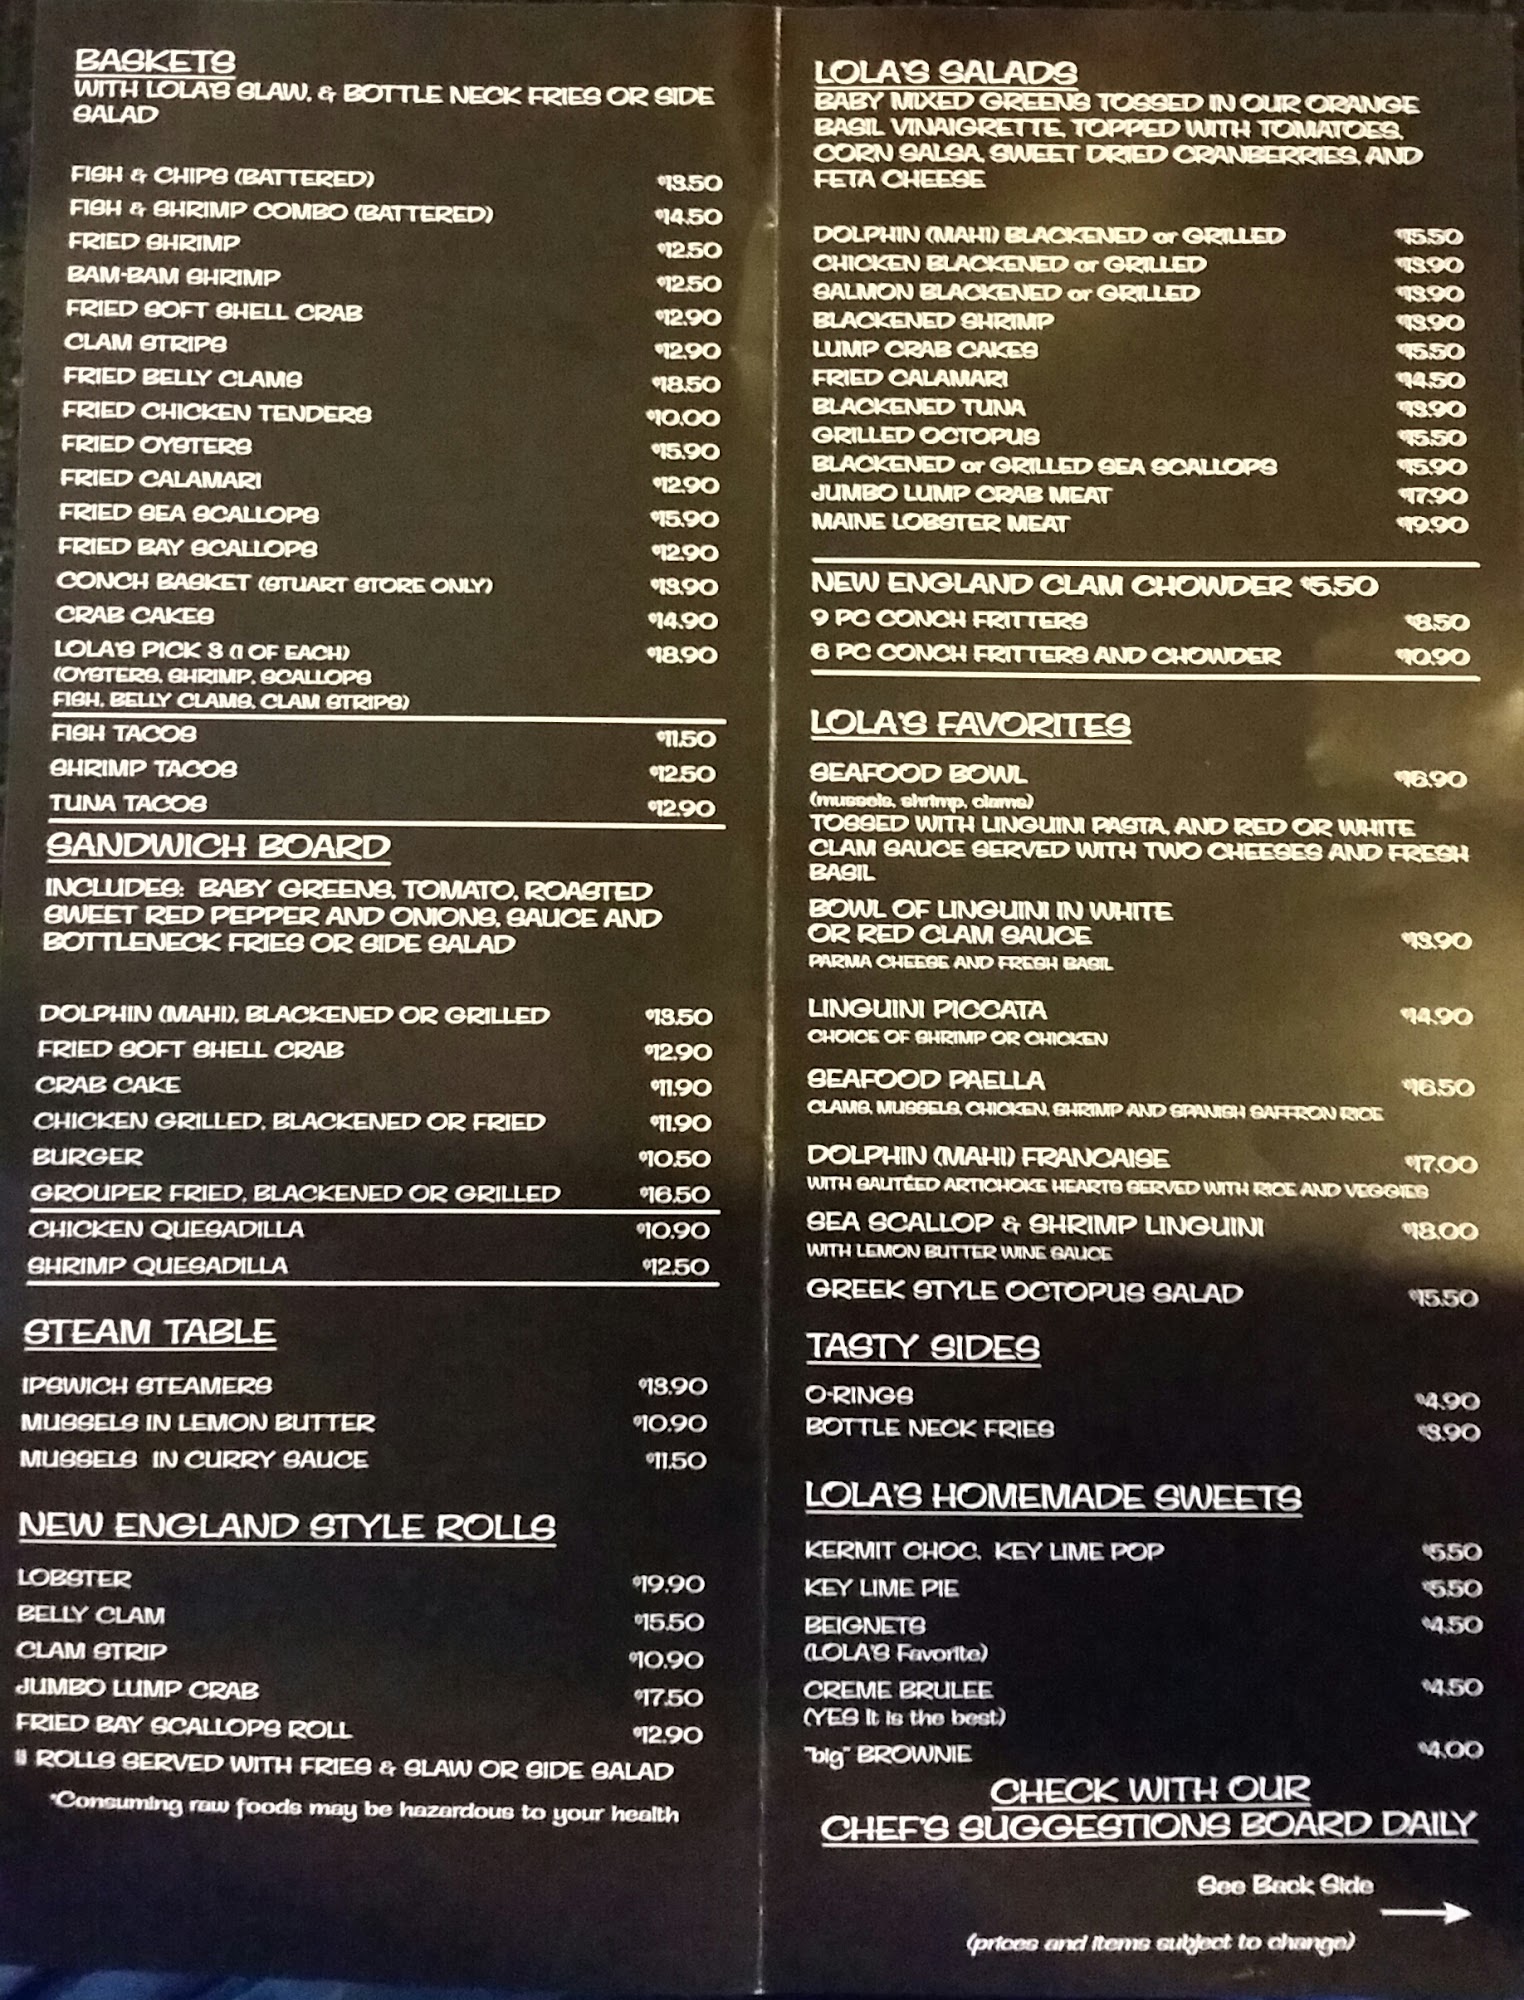 BASKETS
WITH LOLA'S SLAW, & BOTTLE NECK FRIES OR SIDE
SALAD
FISH & CHIPS (BATTERED) $13.50
FISH & SHRIMP COMBO (BATTERED) $14.50
FRIED SHRIMP $12.50
BAM-BAM SHRIMP $12.50
FRIED SOFT SHELL CRAB $12.90
CLAM STRIPS $12.90
FRIED BELLY CLAMS $18.50
FRIED CHICKEN TENDERS $10.00
FRIED OYSTERS $15.90
FRIED CALAMARI $12.90
FRIED SEA SCALLOPS $15.90
FRIED BAY SCALLOPS $12.90
CONCH BASKET (STUART STORE ONLY) $13.90
CRAB CAKES $14.90
LOLA'S PICK 3 (1 OF EACH) $18.90
(OYSTERS, SHRIMP, SCALLOPS
FISH, BELLY CLAMS, CLAM STRIPS)
FISH TACOS $11.50
SHRIMP TACOS $12.50
TUNA TACOS $12.90
SANDWICH BOARD
INCLUDES: BABY GREENS, TOMATO, ROASTED
SWEET RED PEPPER AND ONIONS, SAUCE AND
BOTTLENECK FRIES OR SIDE SALAD
DOLPHIN (MAHI), BLACKENED OR GRILLED $13.50
FRIED SOFT SHELL CRAB $12.90
CRAB CAKE $11.90
CHICKEN GRILLED, BLACKENED OR FRIED $11.90
BURGER $10.50
GROUPER FRIED, BLACKENED OR GRILLED $16.50
CHICKEN QUESADILLA $10.90
SHRIMP QUESADILLA $12.50
STEAM TABLE
IPSWICH STEAMERS $13.90
MUSSELS IN LEMON BUTTER $10.90
MUSSELS IN CURRY SAUCE $11.50
NEW ENGLAND STYLE ROLLS
LOBSTER $19.90
BELLY CLAM $15.50
CLAM STRIP $10.90
JUMBO LUMP CRAB $17.50
FRIED BAY SCALLOPS ROLL $12.90
ROLLS SERVED WITH FRIES & SLAW OR SIDE SALAD
*Consuming raw foods may be hazardous to your health
LOLA'S SALADS
BABY MIXED GREENS TOSSED IN OUR ORANGE
BASIL VINAIGRETTE, TOPPED WITH TOMATOES,
CORN SALSA, SWEET DRIED CRANBERRIES, AND
FETA CHEESE
DOLPHIN (MAHI) BLACKENED or GRILLED $15.50
CHICKEN BLACKENED or GRILLED $13.90
SALMON BLACKENED or GRILLED $13.90
BLACKENED SHRIMP $13.90
LUMP CRAB CAKES $15.50
FRIED CALAMARI $14.50
BLACKENED TUNA $13.90
GRILLED OCTOPUS $15.50
BLACKENED or GRILLED SEA SCALLOPS $15.90
JUMBO LUMP CRAB MEAT $17.90
MAINE LOBSTER MEAT $19.90
NEW ENGLAND CLAM CHOWDER $5.50
9 PC CONCH FRITTERS $8.50
6 PC CONCH FRITTERS AND CHOWDER $10.90
LOLA'S FAVORITES
SEAFOOD BOWL $16.90
(mussels, shrimp, clams)
TOSSED WITH LINGUINI PASTA, AND RED OR WHITE
CLAM SAUCE SERVED WITH TWO CHEESES AND FRESH
BASIL
BOWL OF LINGUINI IN WHITE
OR RED CLAM SAUCE $13.90
PARMA CHEESE AND FRESH BASIL
LINGUINI PICCATA $14.90
CHOICE OF SHRIMP OR CHICKEN
SEAFOOD PAELLA $16.50
CLAMS, MUSSELS, CHICKEN, SHRIMP AND SPANISH SAFFRON RICE
DOLPHIN (MAHI) FRANCAISE $17.00
WITH SAUTÉED ARTICHOKE HEARTS SERVED WITH RICE AND VEGGIES
SEA SCALLOP & SHRIMP LINGUINI $18.00
WITH LEMON BUTTER WINE SAUCE
GREEK STYLE OCTOPUS SALAD $15.50
TASTY SIDES
O-RINGS $4.90
BOTTLE NECK FRIES $3.90
LOLA'S HOMEMADE SWEETS
KERMIT CHOC. KEY LIME POP $5.50
KEY LIME PIE $5.50
BEIGNETS $4.50
(LOLA'S Favorite)
CREME BRULEE $4.50
(YES It is the best)
"big" BROWNIE $4.00
CHECK WITH OUR
CHEF'S SUGGESTIONS BOARD DAILY
See Back Side
(prices and items subject to change)